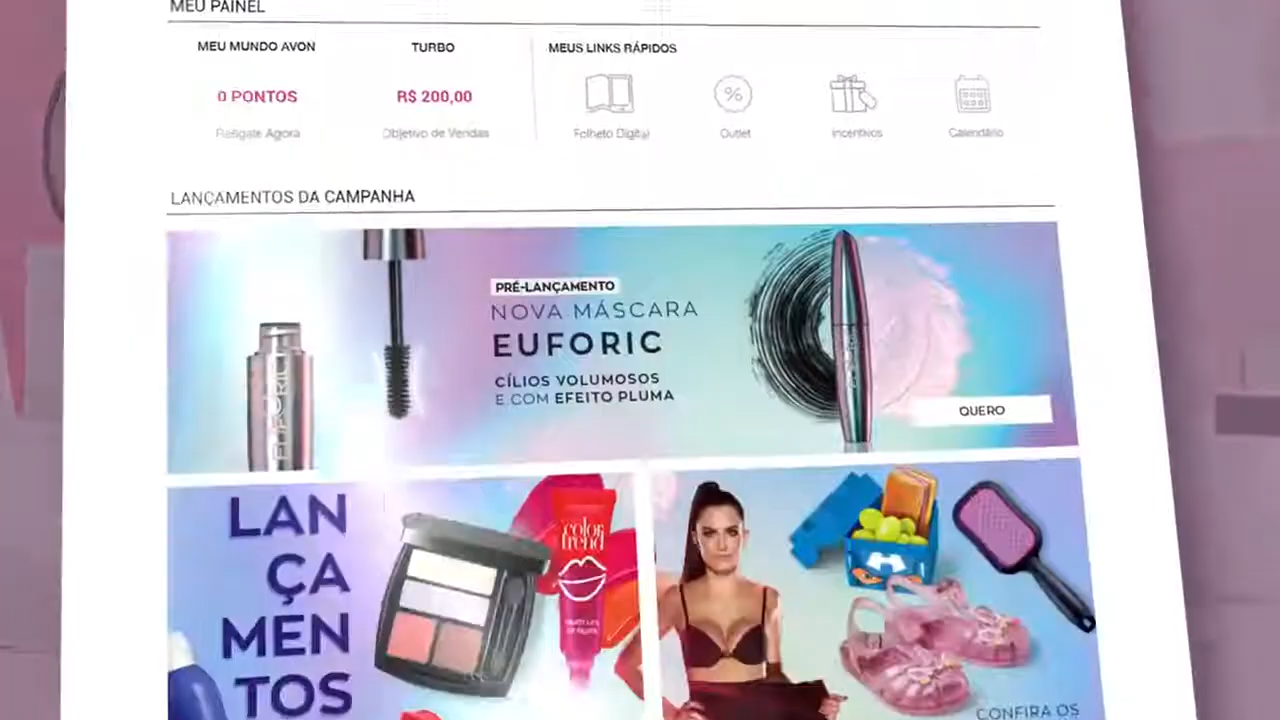 MEU PAINEL
MEU MUNDO AVON
TURBO
MEUS LINKS RÁPIDOS
0 PONTOS
R$ 200,00
Resgate Agora
Objetivo de Vendas
Folheto Digital
Outlet
Incentivos
Calendário
LANÇAMENTOS DA CAMPANHA
PRÉ-LANÇAMENTO
NOVA MÁSCARA
EUFORIC
CÍLIOS VOLUMOSOS
E COM EFEITO PLUMA
QUERO
EUFORIC
LAN
ÇA
MEN
TOS
color
trend
CONFIRA OS